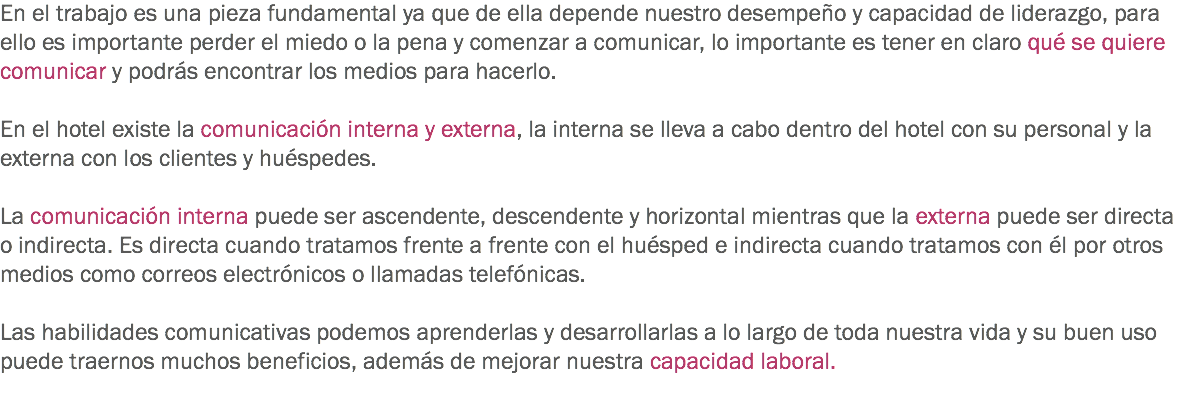 En el trabajo es una pieza fundamental ya que de ella depende nuestro desempeño y capacidad de liderazgo, para
ello es importante perder el miedo o la pena y comenzar a comunicar, lo importante es tener en claro qué se quiere
comunicar y podrás encontrar los medios para hacerlo.
En el hotel existe la comunicación interna y externa, la interna se lleva a cabo dentro del hotel con su personal y la
externa con los clientes y huéspedes.
La comunicación interna puede ser ascendente, descendente y horizontal mientras que la externa puede ser directa
o indirecta. Es directa cuando tratamos frente a frente con el huésped e indirecta cuando tratamos con él por otros
medios como correos electrónicos o llamadas telefónicas.
Las habilidades comunicativas podemos aprenderlas y desarrollarlas a lo largo de toda nuestra vida y su buen uso
puede traernos muchos beneficios, además de mejorar nuestra capacidad laboral.